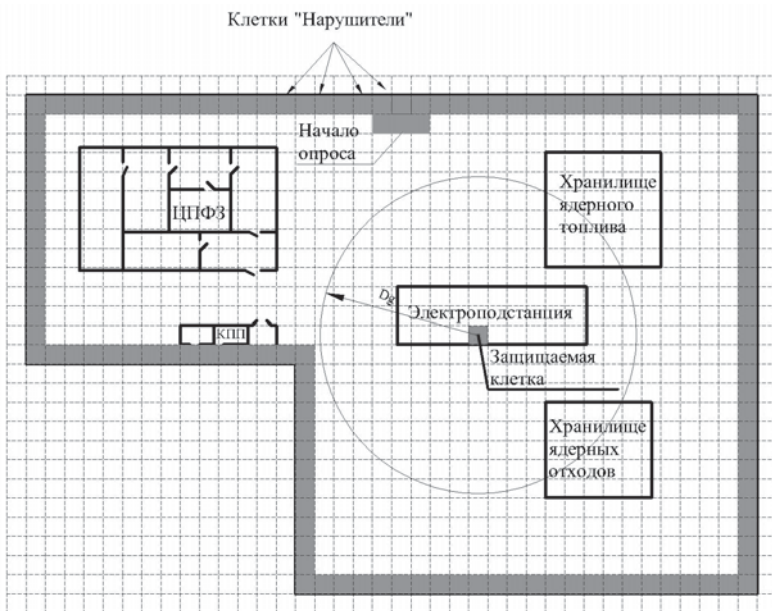 Клетки "Нарушители"
Начало
опроса
Хранилище
ядерного
топлива
ЦПФЗ
Dg
Электроподстанция
КПП
Защищаемая
клетка
Хранилище
ядерных
отходов